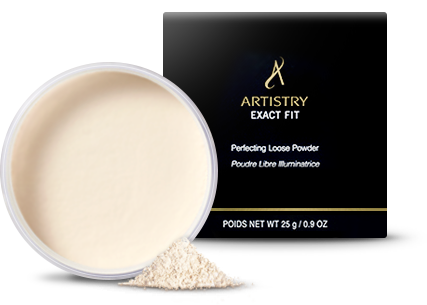 ARTISTRY
EXACT FIT
Perfecting Loose Powder
Poudre Libre Illuminatrice
POIDS NET WT 25 g / 0.9 OZ